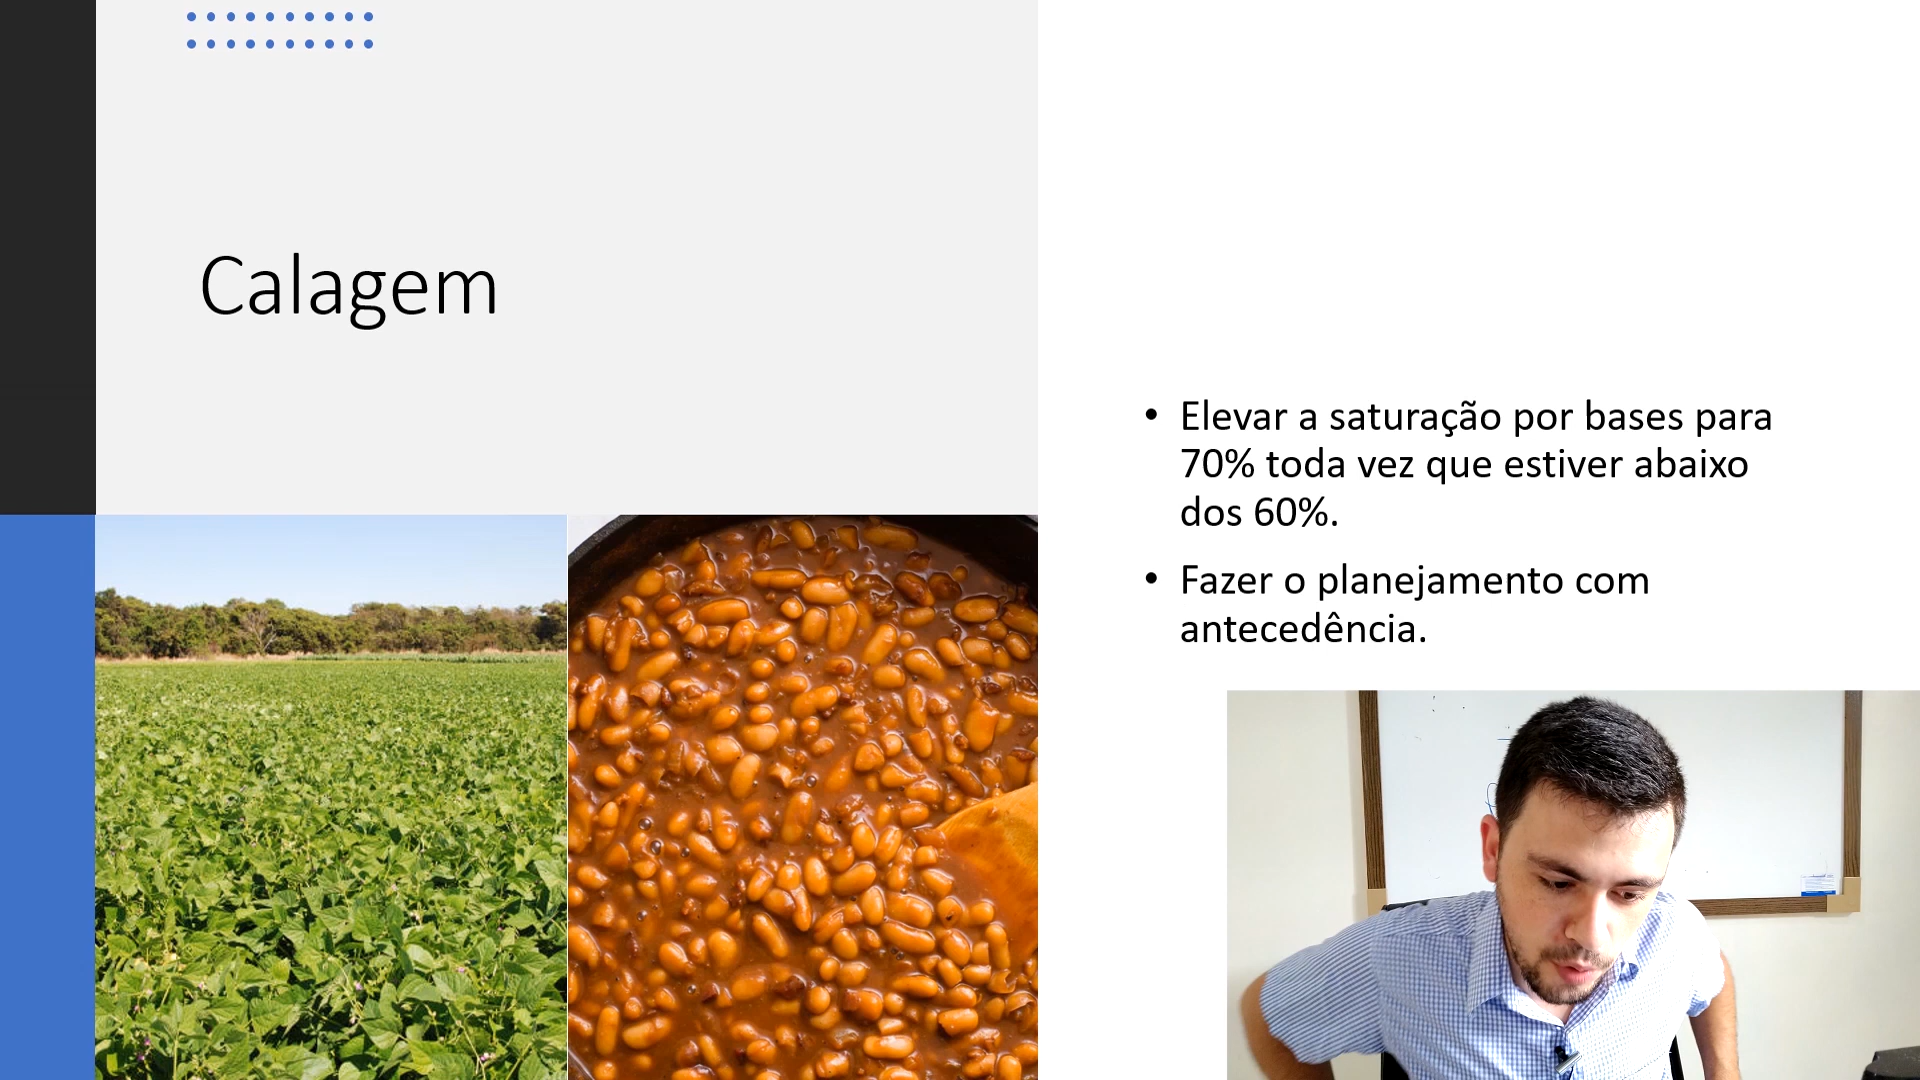 Calagem
• Elevar a saturação por bases para
70% toda vez que estiver abaixo
dos 60%.
• Fazer o planejamento com
antecedência.